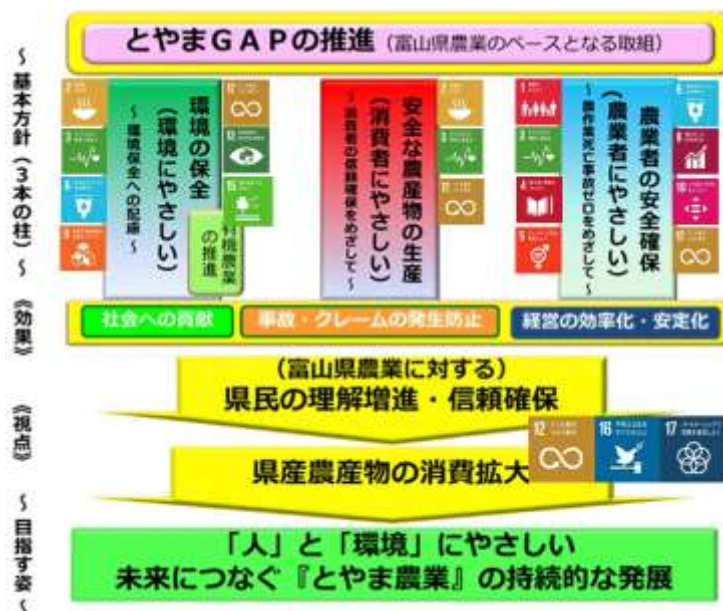 とやまGAPの推進（富山県農業のベースとなる取組）
～基本方針（3本の柱）～
環境の保全
（環境にやさしい）
～環境保全への配慮～
有機農業
の推進
安全な農産物の生産
（消費者にやさしい）
～消費者の信頼確保をめざして～
農業者の安全確保
（農業者にやさしい）
～農作業死亡事故ゼロをめざして～
《効果》
社会への貢献
事故・クレームの発生防止
経営の効率化・安定化
（富山県農業に対する）
県民の理解増進・信頼確保
《視点》
12
16
17
県産農産物の消費拡大
～目指す姿～
「人」と「環境」にやさしい
未来につなぐ『とやま農業』の持続的な発展